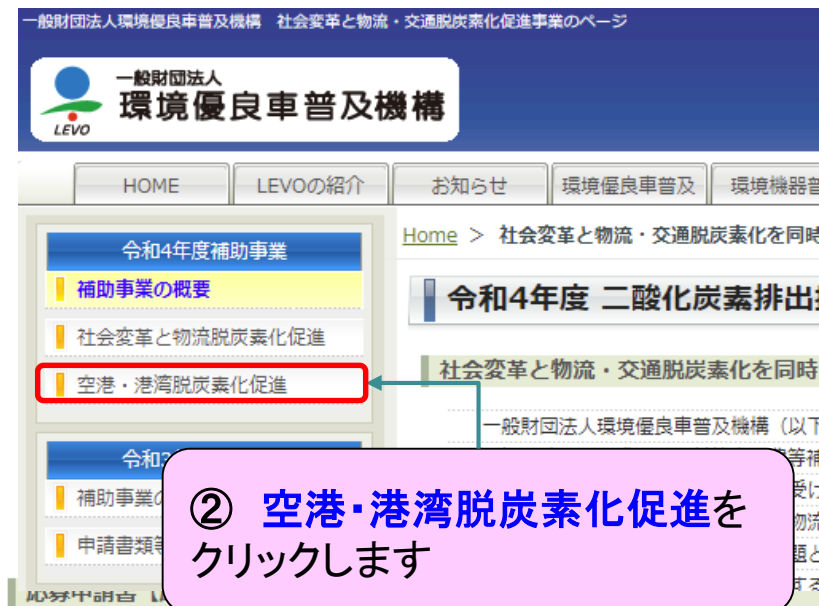 一般財団法人環境優良車普及機構　社会変革と物流・交通脱炭素化促進事業のページ
一般財団法人
環境優良車普及機構
LEVO
HOME
LEVOの紹介
お知らせ
環境優良車普及
環境機器
令和4年度補助事業
補助事業の概要
社会変革と物流脱炭素化促進
空港・港湾脱炭素化促進
令和
補助事業の
申請書類
Home > 社会変革と物流・交通脱炭素化を同時
令和4年度 二酸化炭素排出
社会変革と物流・交通脱炭素化を同時
一般財団法人環境優良車普及機構（以下
② 空港・港湾脱炭素化促進を
クリックします
応募申請書